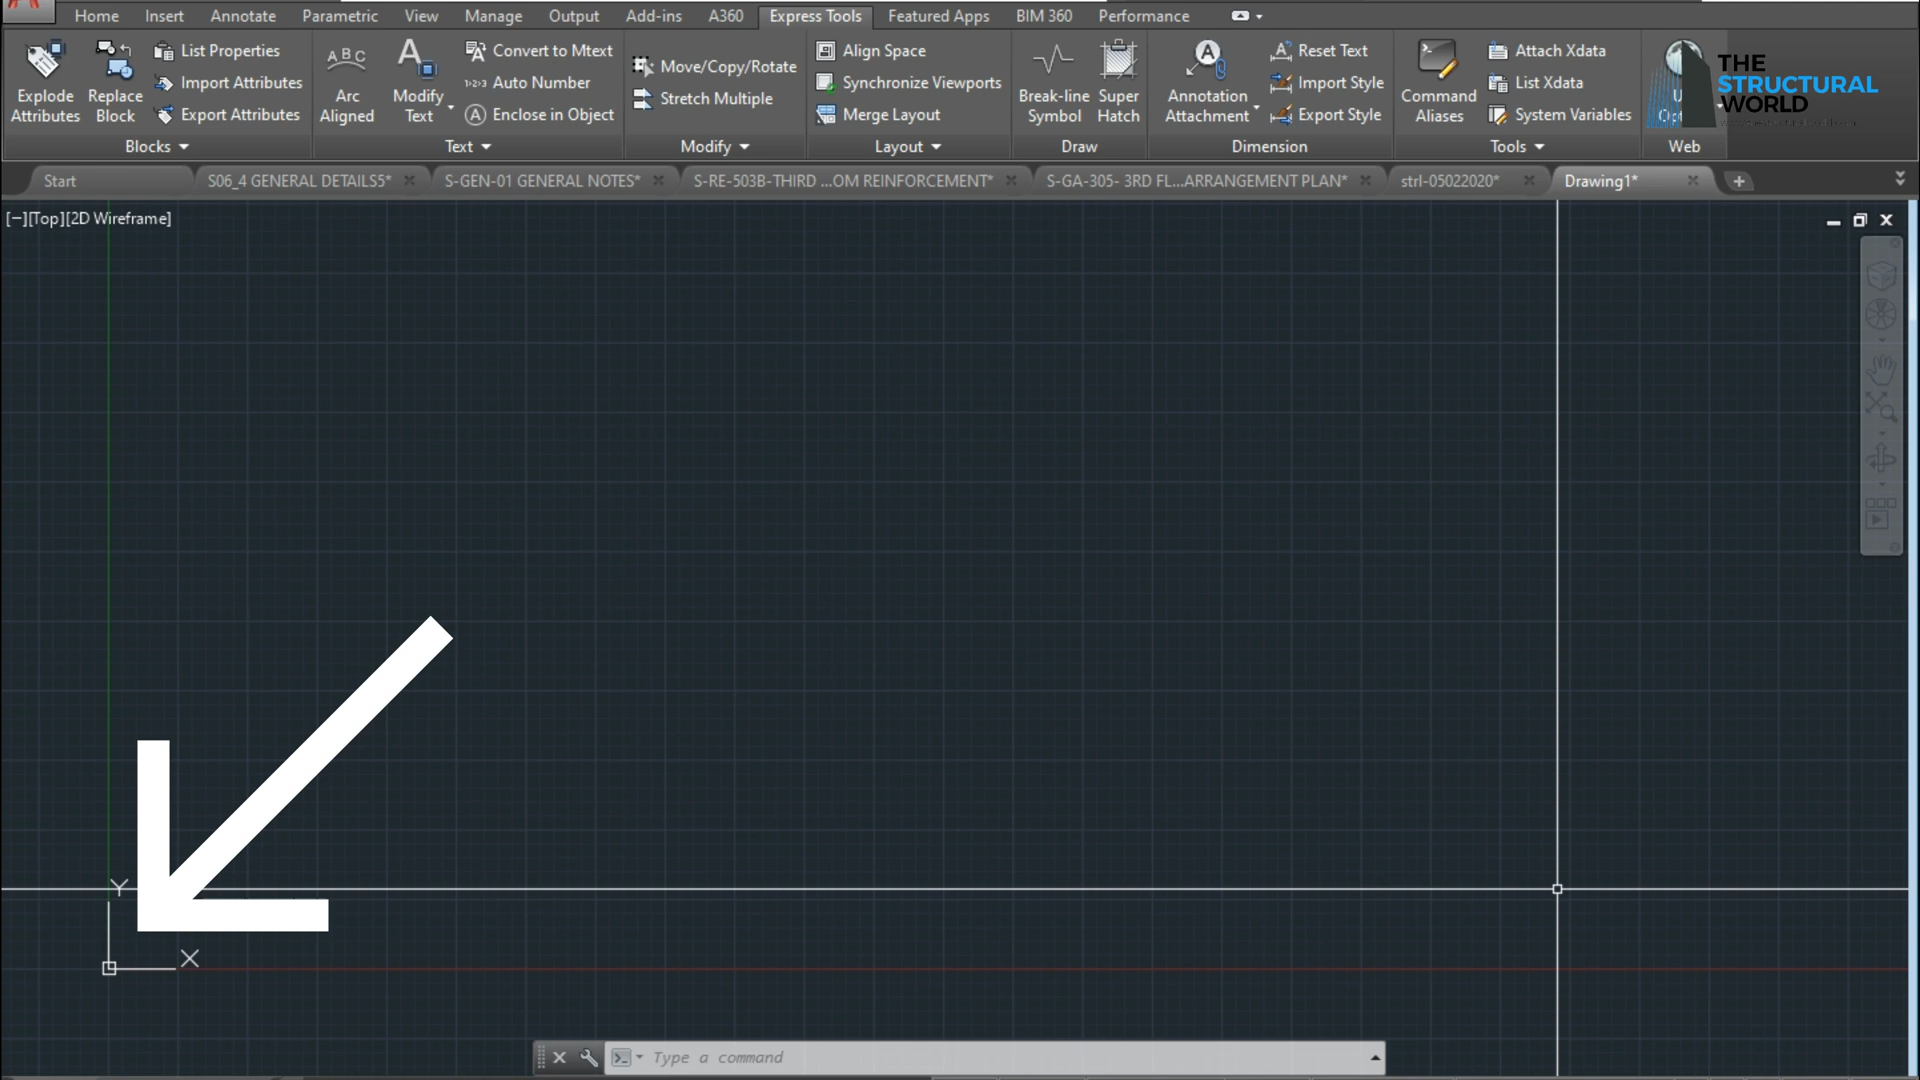 Home Insert Annotate Parametric View Manage Output Add-ins A360 Express Tools Featured Apps BIM 360 Performance
Explode Attributes
Replace Block
List Properties
Import Attributes
Export Attributes
Blocks
ABC
Arc Aligned
Modify Text
Convert to Mtext
1·2·3 Auto Number
Enclose in Object
Text
Move/Copy/Rotate
Stretch Multiple
Modify
Align Space
Synchronize Viewports
Merge Layout
Layout
Break-line Symbol
Super Hatch
Draw
Annotation Attachment
Reset Text
Import Style
Export Style
Dimension
Command Aliases
Attach Xdata
List Xdata
System Variables
Tools
Web
THE
STRUCTURAL
WORLD
Start S06_4 GENERAL DETAILS5* S-GEN-01 GENERAL NOTES* S-RE-503B-THIRD ...OM REINFORCEMENT* S-GA-305- 3RD FL...ARRANGEMENT PLAN* strl-05022020* Drawing1*
[−][Top][2D Wireframe]
Y
X
Type a command